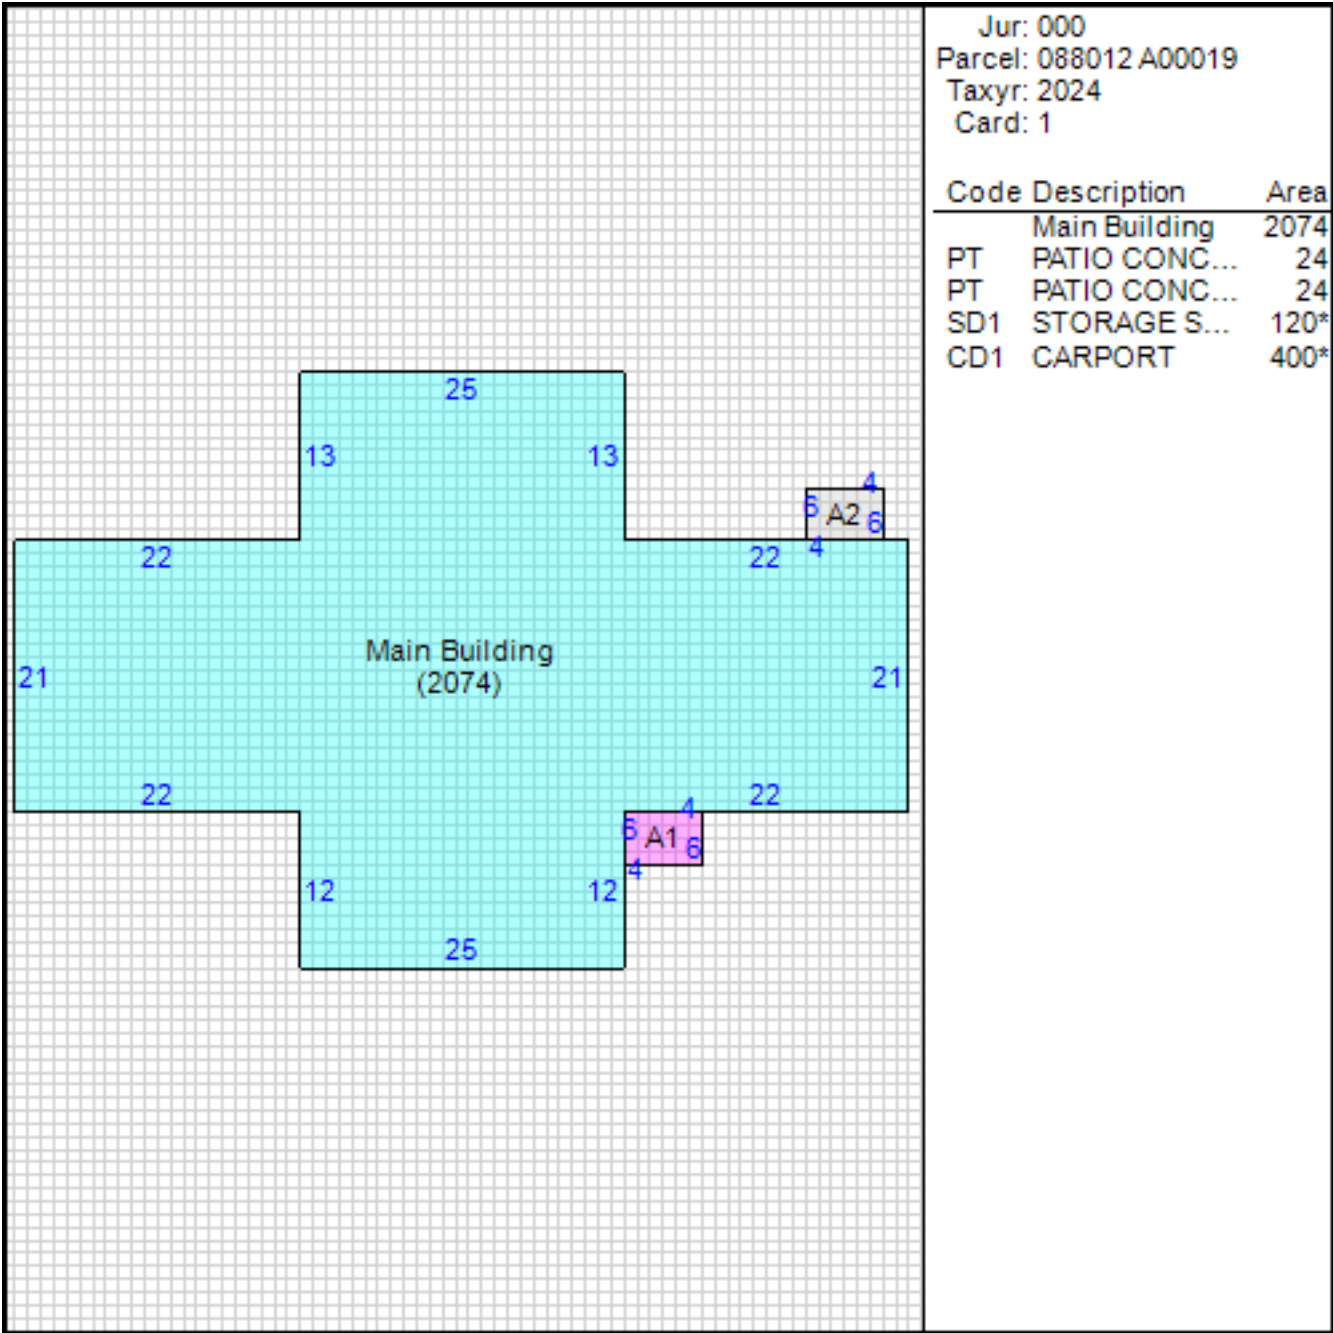 Jur: 000
Parcel: 088012 A00019
Taxyr: 2024
Card: 1
Code Description Area
Main Building 2074
PT PATIO CONC... 24
PT PATIO CONC... 24
SD1 STORAGE S... 120*
CD1 CARPORT 400*
25
13 13
4
6 A2 6
4
22 22
Main Building
(2074)
21 21
22 22
4
6 A1 6
4
12 12
25